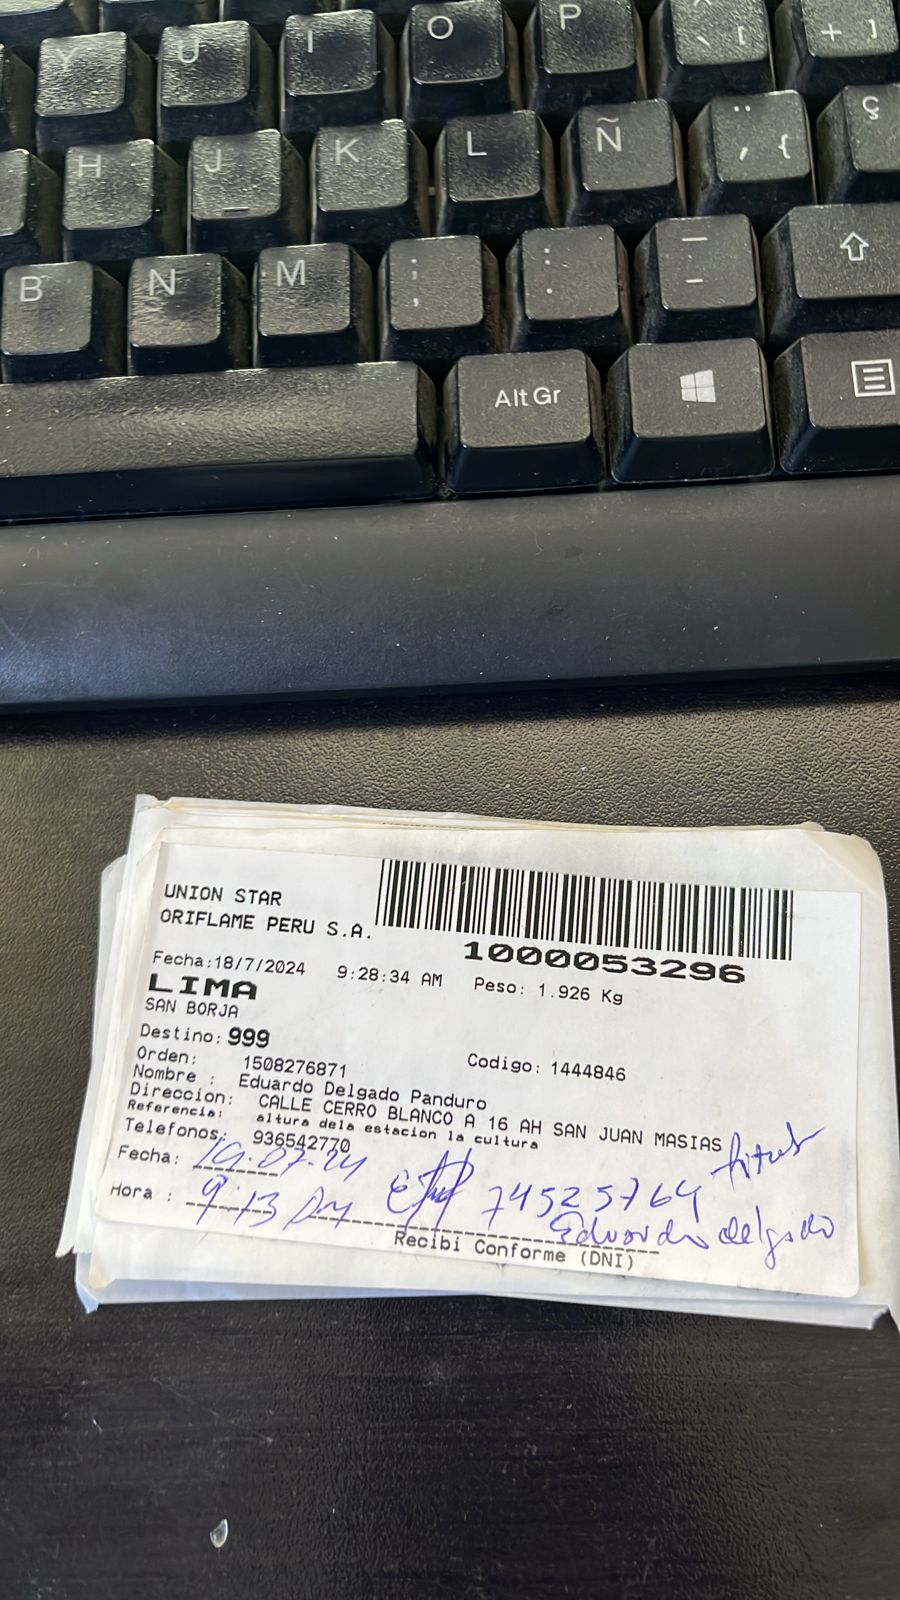 Y U I O P ^ ` [ + ]
H J K L Ñ ¨ ´ { ç
B N M ; , : . _ -
Alt Gr
UNION STAR
ORIFLAME PERU S.A.
1000053296
Fecha:18/7/2024 9:28:34 AM Peso: 1.926 Kg
LIMA
SAN BORJA
Destino: 999
Orden: 1508276871 Codigo: 1444846
Nombre : Eduardo Delgado Panduro
Direccion: CALLE CERRO BLANCO A 16 AH SAN JUAN MASIAS
Referencia: altura dela estacion la cultura
Telefonos: 936542770
Fecha: 19-07-24
Hora : 9:13 74525764
Eduardo delgado
Recibi Conforme (DNI)